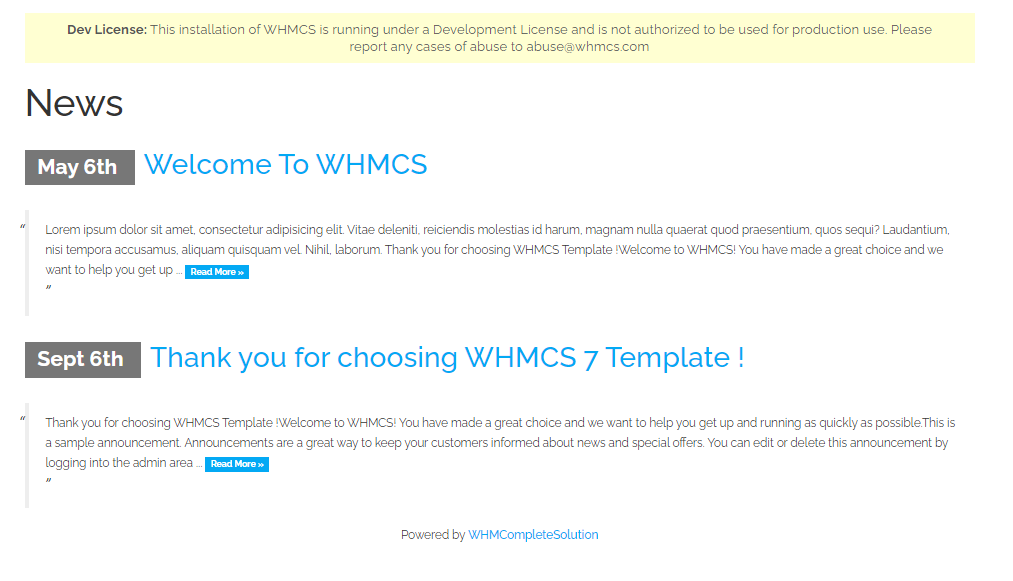 Dev License: This installation of WHMCS is running under a Development License and is not authorized to be used for production use. Please
report any cases of abuse to abuse@whmcs.com
News
May 6th Welcome To WHMCS
“
Lorem ipsum dolor sit amet, consectetur adipisicing elit. Vitae deleniti, reiciendis molestias id harum, magnam nulla quaerat quod praesentium, quos sequi? Laudantium,
nisi tempora accusamus, aliquam quisquam vel. Nihil, laborum. Thank you for choosing WHMCS Template !Welcome to WHMCS! You have made a great choice and we
want to help you get up ... Read More »
”
Sept 6th Thank you for choosing WHMCS 7 Template !
“
Thank you for choosing WHMCS Template !Welcome to WHMCS! You have made a great choice and we want to help you get up and running as quickly as possible.This is
a sample announcement. Announcements are a great way to keep your customers informed about news and special offers. You can edit or delete this announcement by
logging into the admin area ... Read More »
”
Powered by WHMCompleteSolution